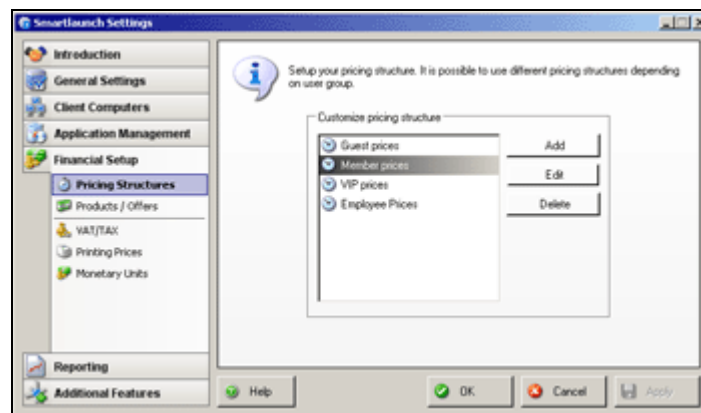 Smartlaunch Settings
Introduction
General Settings
Client Computers
Application Management
Financial Setup
Pricing Structures
Products / Offers
VAT/TAX
Printing Prices
Monetary Units
Reporting
Additional Features
Setup your pricing structure. It is possible to use different pricing structures depending
on user group.
Customize pricing structure
Guest prices
Member prices
VIP prices
Employee Prices
Add
Edit
Delete
Help
OK
Cancel
Apply